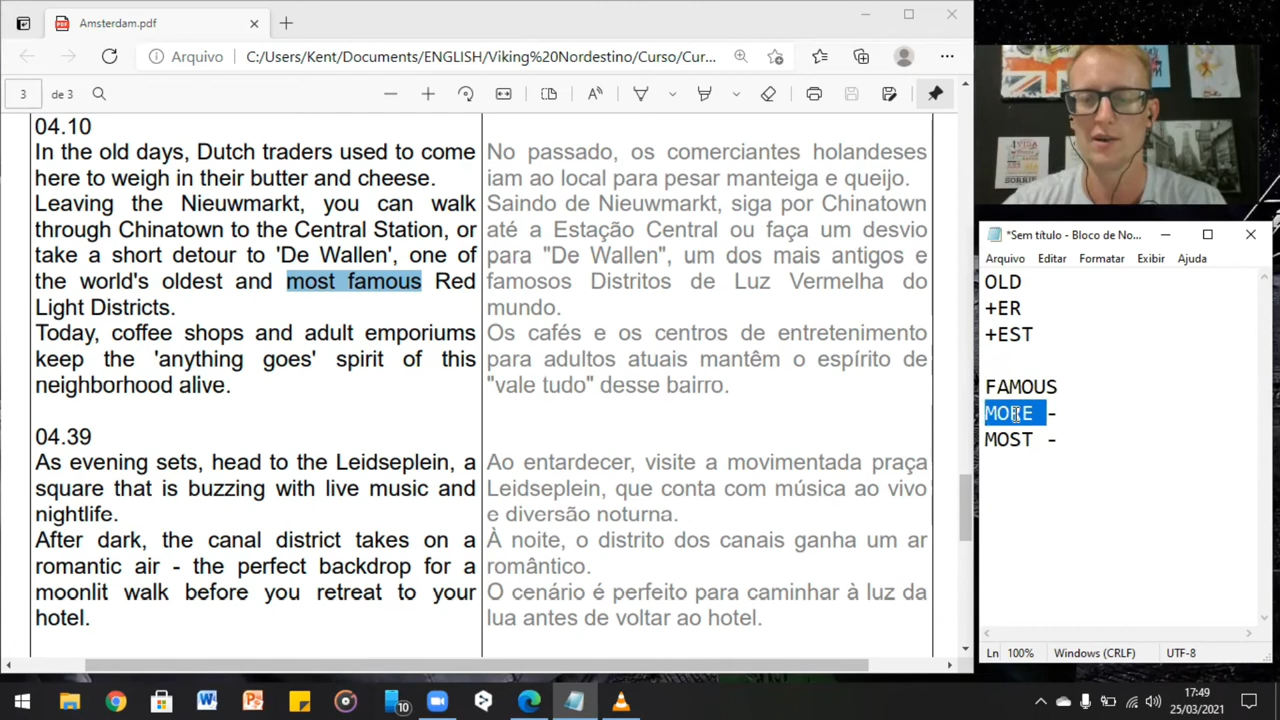 Amsterdam.pdf
Arquivo
C:/Users/Kent/Documents/ENGLISH/Viking%20Nordestino/Curso/Cur...
3
de 3
04.10
In the old days, Dutch traders used to come
here to weigh in their butter and cheese.
Leaving the Nieuwmarkt, you can walk
through Chinatown to the Central Station, or
take a short detour to 'De Wallen', one of
the world's oldest and most famous Red
Light Districts.
Today, coffee shops and adult emporiums
keep the 'anything goes' spirit of this
neighborhood alive.
04.39
As evening sets, head to the Leidseplein, a
square that is buzzing with live music and
nightlife.
After dark, the canal district takes on a
romantic air - the perfect backdrop for a
moonlit walk before you retreat to your
hotel.
No passado, os comerciantes holandeses
iam ao local para pesar manteiga e queijo.
Saindo de Nieuwmarkt, siga por Chinatown
até a Estação Central ou faça um desvio
para "De Wallen", um dos mais antigos e
famosos Distritos de Luz Vermelha do
mundo.
Os cafés e os centros de entretenimento
para adultos atuais mantêm o espírito de
"vale tudo" desse bairro.
Ao entardecer, visite a movimentada praça
Leidseplein, que conta com música ao vivo
e diversão noturna.
À noite, o distrito dos canais ganha um ar
romântico.
O cenário é perfeito para caminhar à luz da
lua antes de voltar ao hotel.
*Sem título - Bloco de No...
Arquivo Editar Formatar Exibir Ajuda
OLD
+ER
+EST
FAMOUS
MORE -
MOST -
Ln 100% Windows (CRLF) UTF-8
10
17:49
25/03/2021